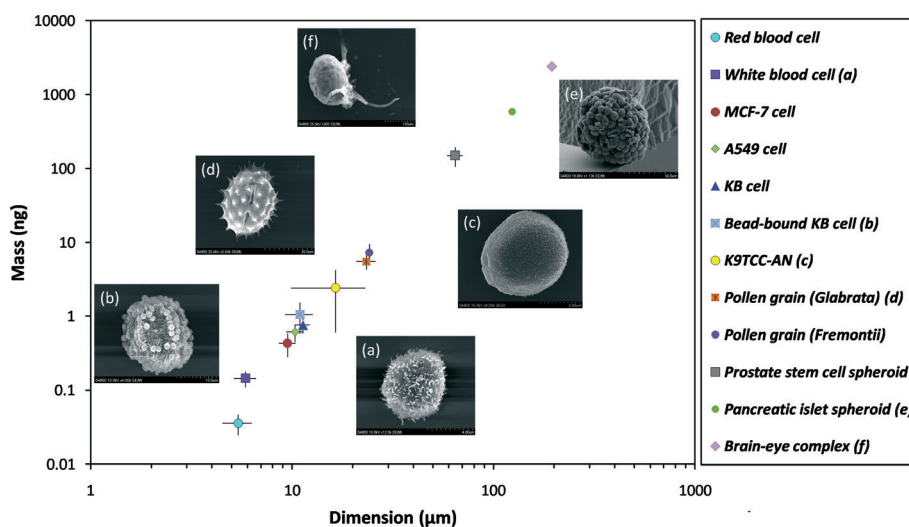 10000
1000
100
10
1
0.1
0.01
Mass (ng)
1
10
100
1000
Dimension (µm)
(f)
(e)
(d)
(c)
(b)
(a)
Red blood cell
White blood cell (a)
MCF-7 cell
A549 cell
KB cell
Bead-bound KB cell (b)
K9TCC-AN (c)
Pollen grain (Glabrata) (d)
Pollen grain (Fremontii)
Prostate stem cell spheroid
Pancreatic islet spheroid (e)
Brain-eye complex (f)